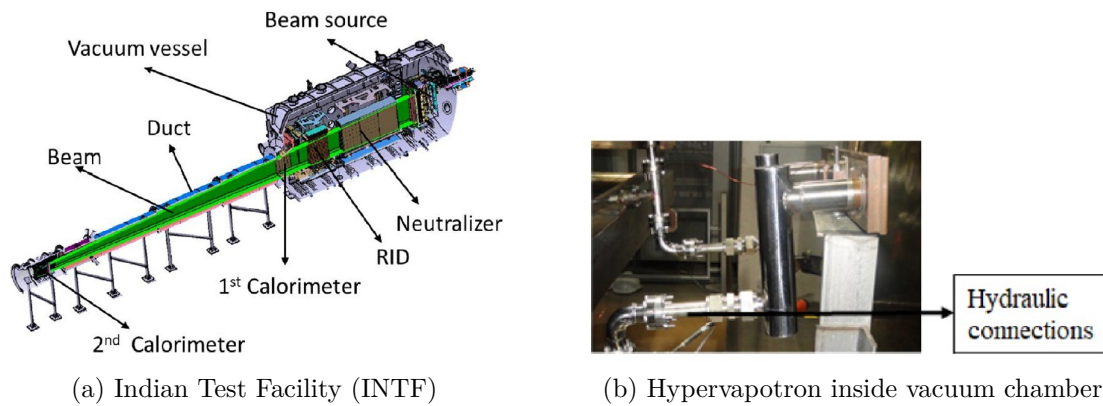 Beam source
Vacuum vessel
Duct
Beam
Neutralizer
RID
1st Calorimeter
2nd Calorimeter
(a) Indian Test Facility (INTF)
Hydraulic
connections
(b) Hypervapotron inside vacuum chamber